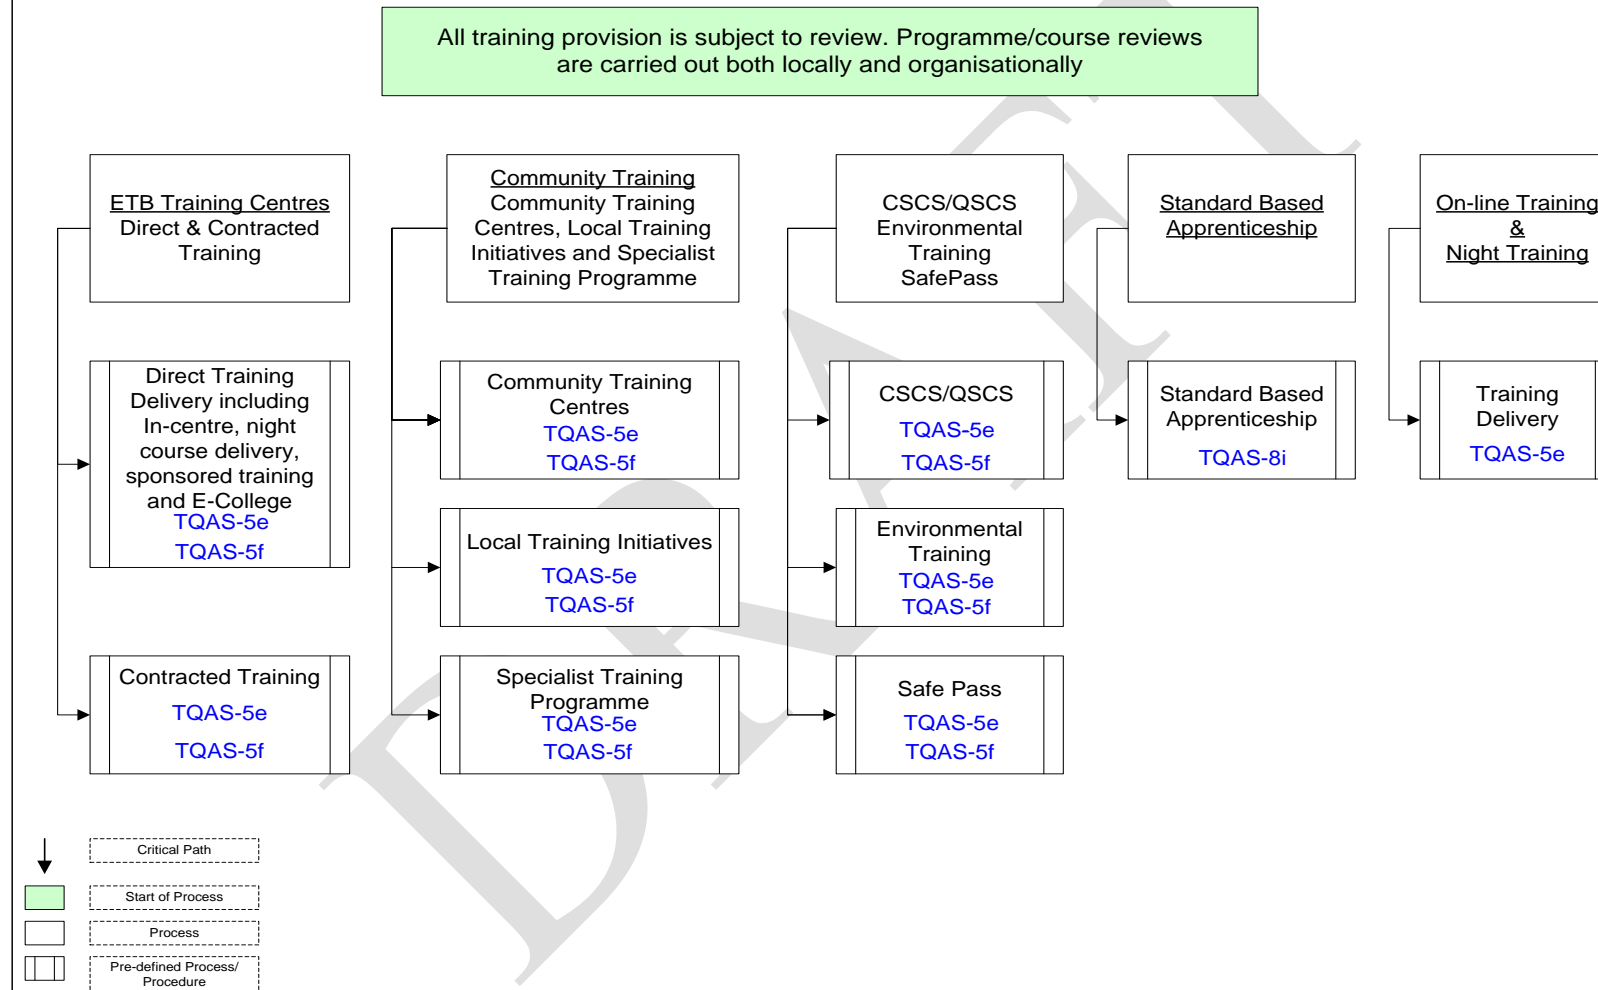 All training provision is subject to review. Programme/course reviews
are carried out both locally and organisationally
ETB Training Centres
Direct & Contracted
Training
Community Training
Community Training
Centres, Local Training
Initiatives and Specialist
Training Programme
CSCS/QSCS
Environmental
Training
SafePass
Standard Based
Apprenticeship
On-line Training
&
Night Training
Direct Training
Delivery including
In-centre, night
course delivery,
sponsored training
and E-College
TQAS-5e
TQAS-5f
Community Training
Centres
TQAS-5e
TQAS-5f
CSCS/QSCS
TQAS-5e
TQAS-5f
Standard Based
Apprenticeship
TQAS-8i
Training
Delivery
TQAS-5e
Local Training Initiatives
TQAS-5e
TQAS-5f
Environmental
Training
TQAS-5e
TQAS-5f
Contracted Training
TQAS-5e
TQAS-5f
Specialist Training
Programme
TQAS-5e
TQAS-5f
Safe Pass
TQAS-5e
TQAS-5f
Critical Path
Start of Process
Process
Pre-defined Process/
Procedure
DRAFT